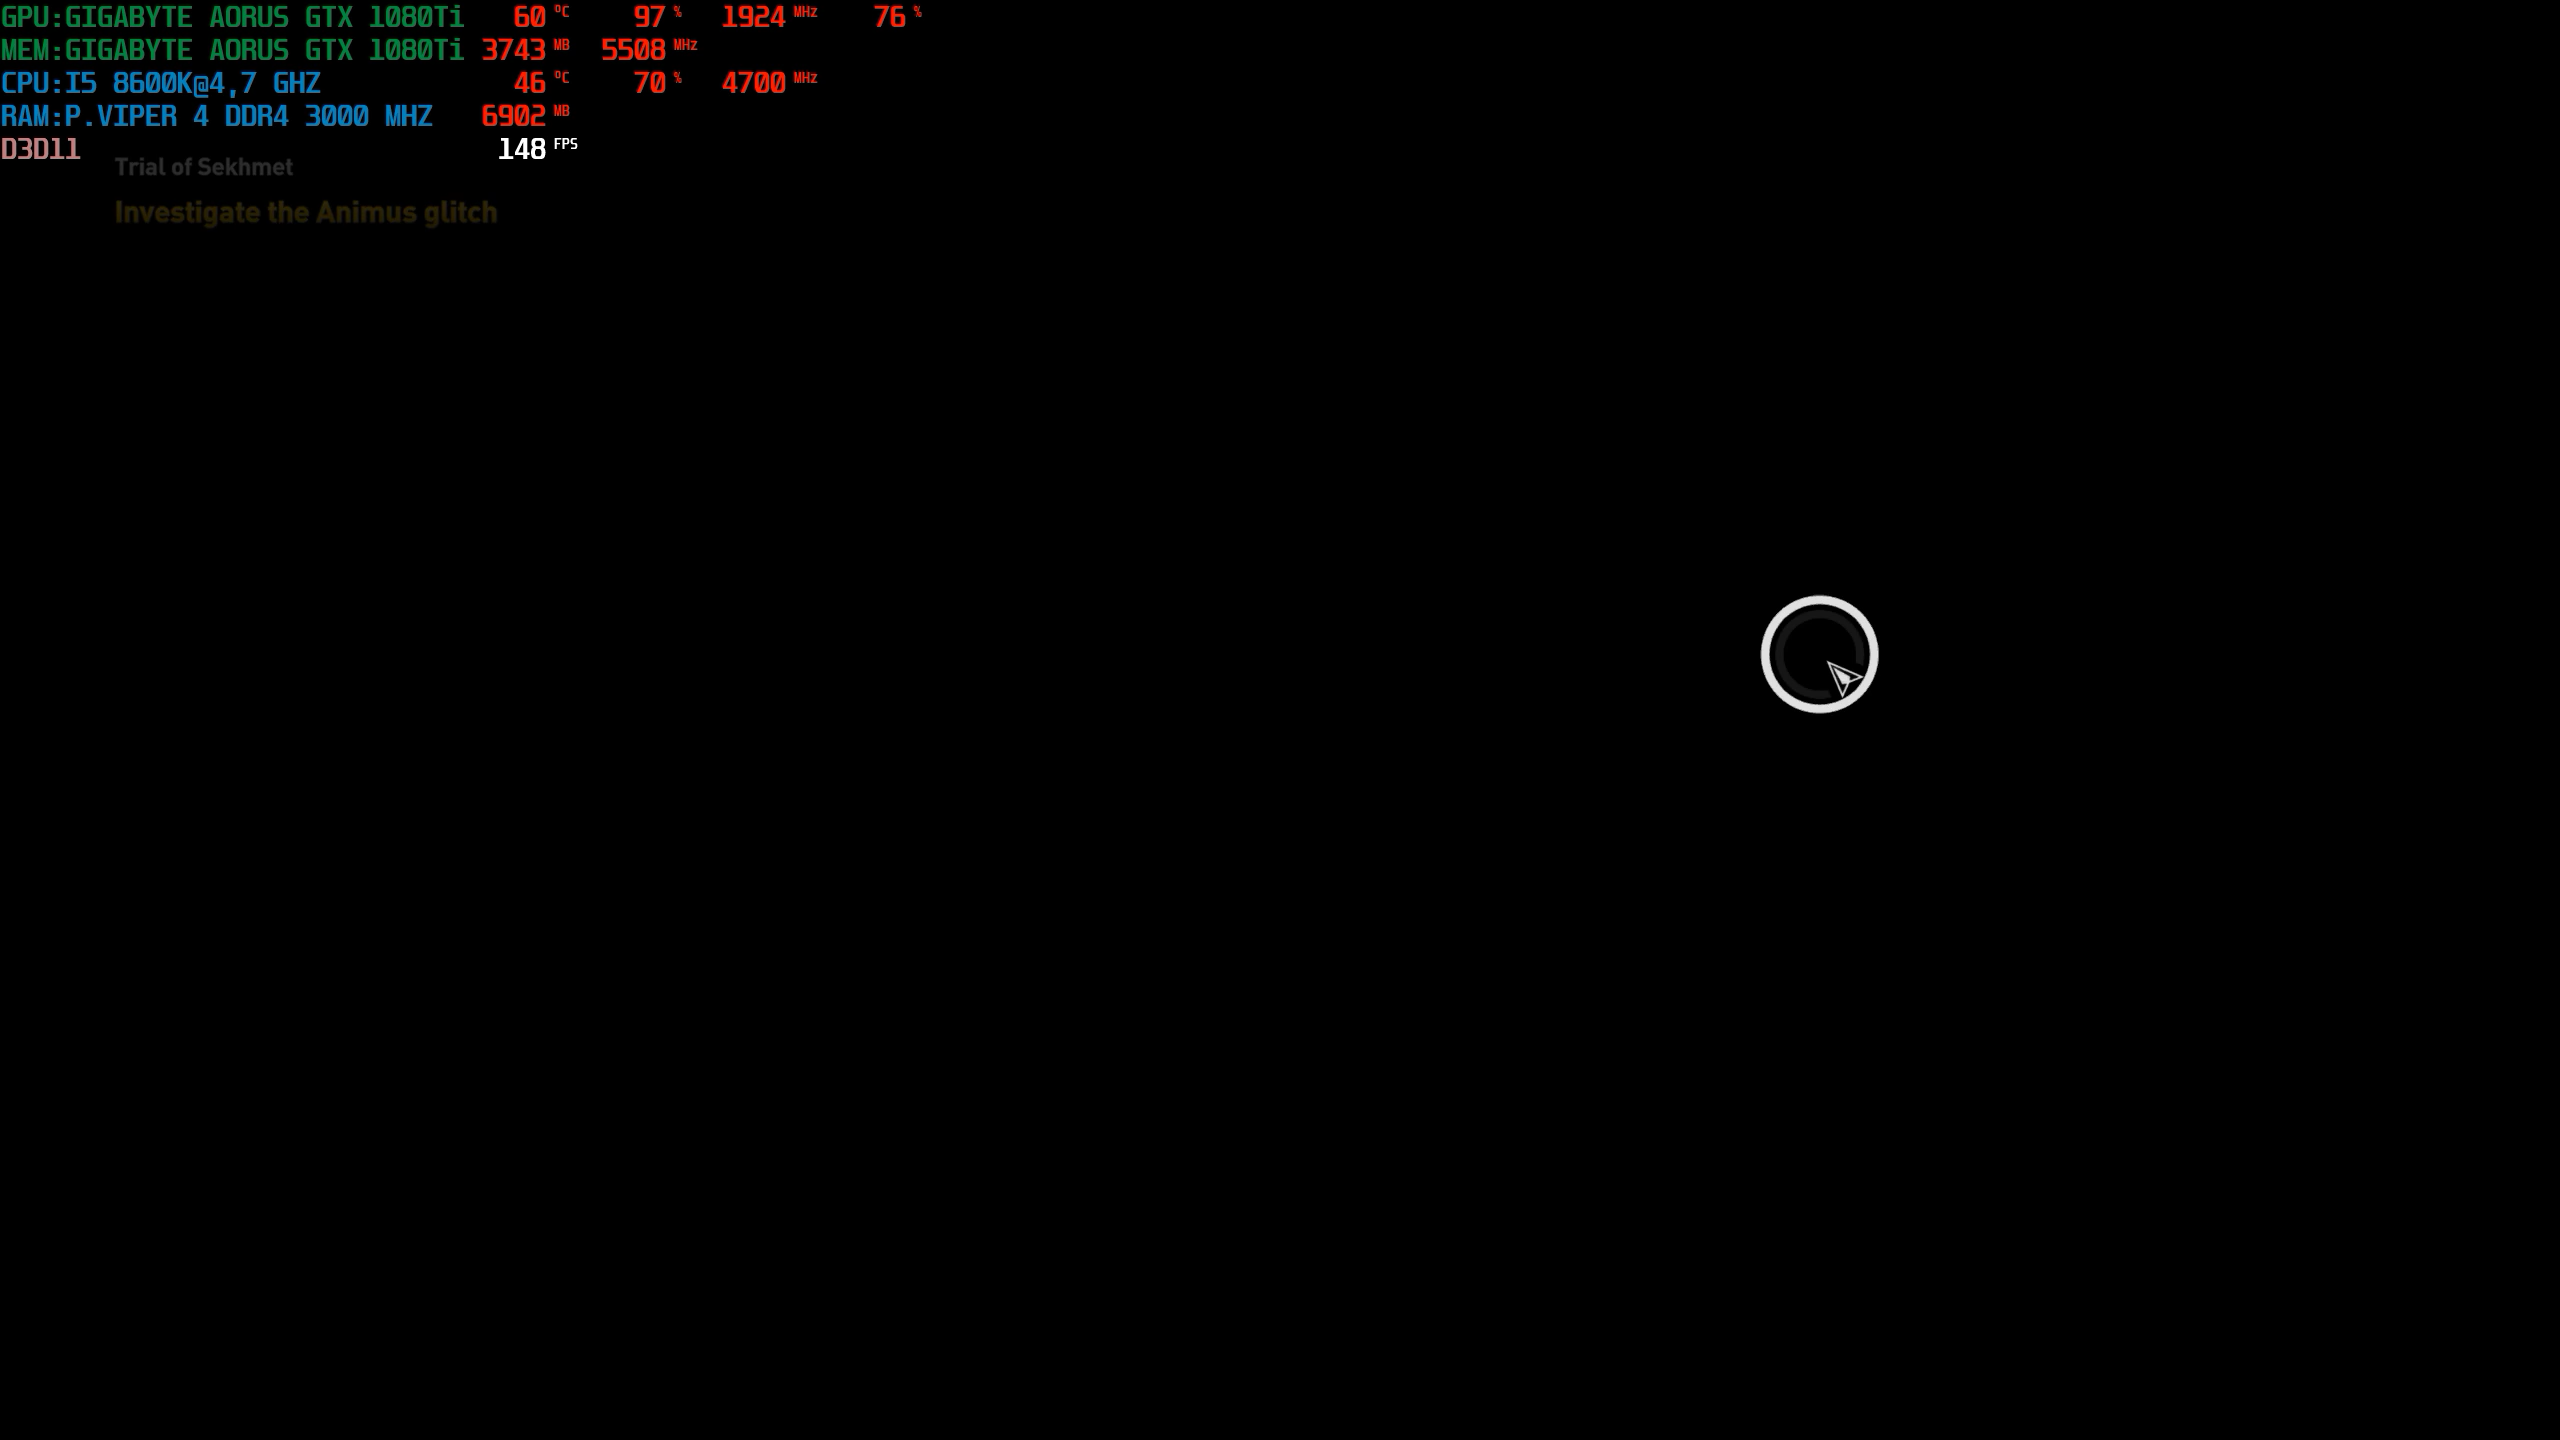 GPU:GIGABYTE AORUS GTX 1080Ti 60 °C 97 % 1924 MHz 76 %
MEM:GIGABYTE AORUS GTX 1080Ti 3743 MB 5508 MHz
CPU:I5 8600K@4,7 GHZ 46 °C 70 % 4700 MHz
RAM:P.VIPER 4 DDR4 3000 MHZ 6902 MB
D3D11 148 FPS
Trial of Sekhmet
Investigate the Animus glitch